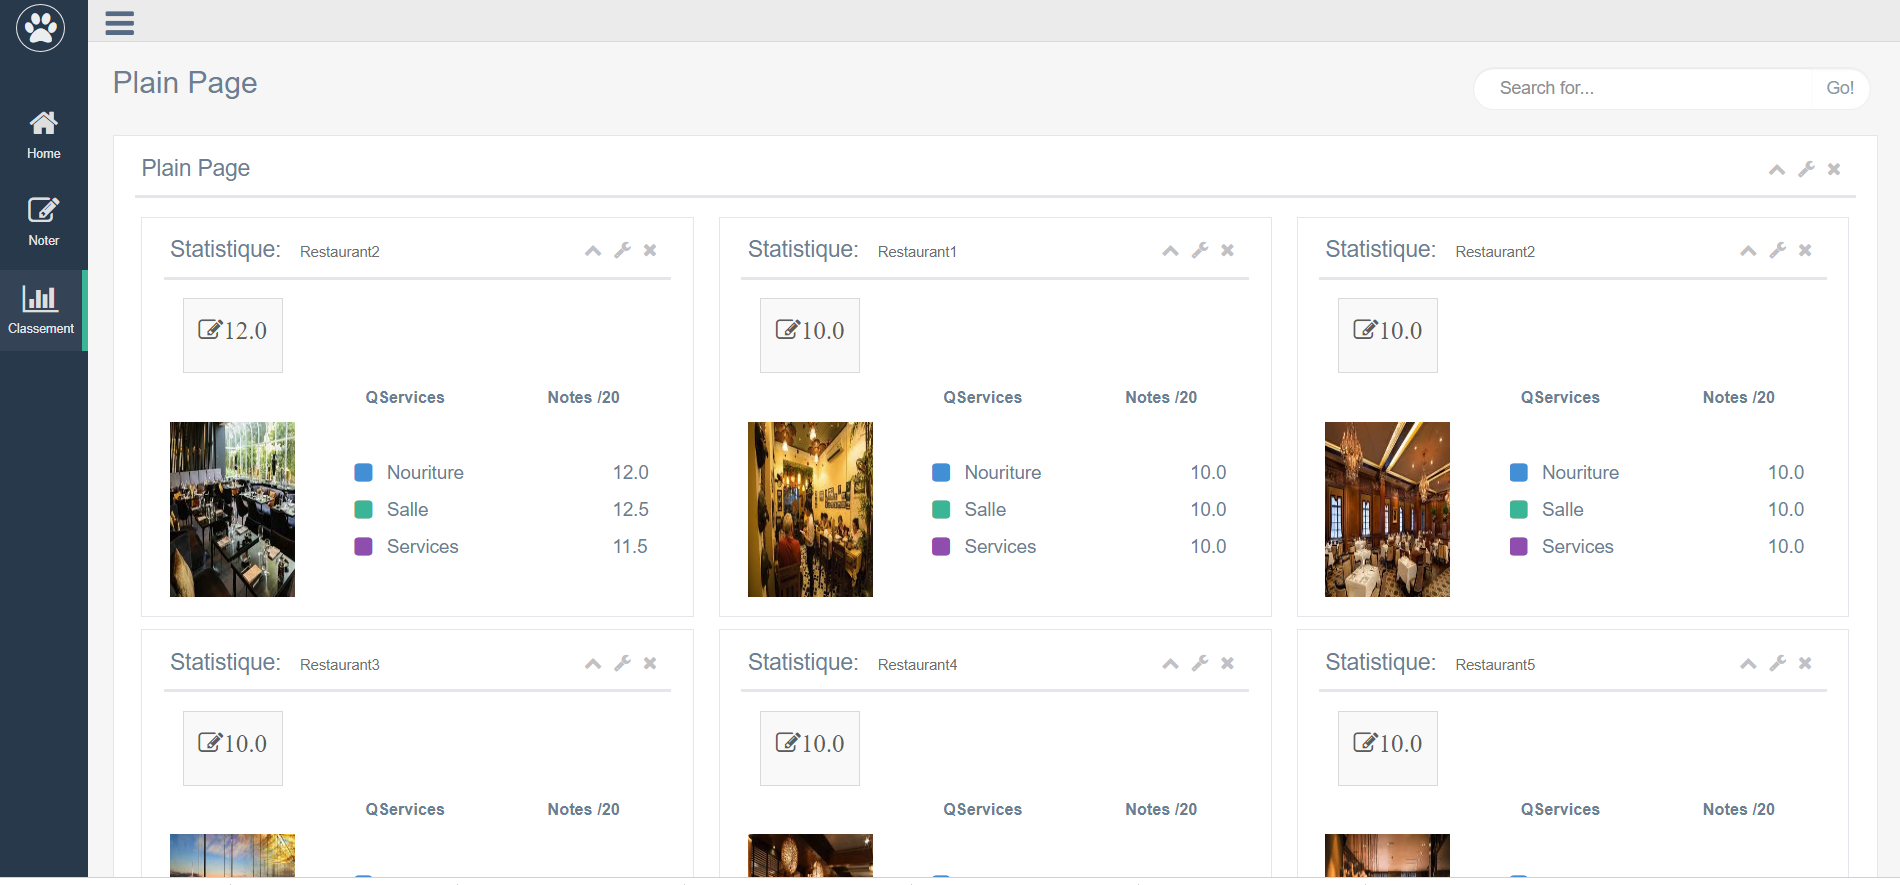 Plain Page
Search for... Go!
Home
Noter
Classement
Plain Page
Statistique: Restaurant2
12.0
QServices Notes /20
Nouriture 12.0
Salle 12.5
Services 11.5
Statistique: Restaurant1
10.0
QServices Notes /20
Nouriture 10.0
Salle 10.0
Services 10.0
Statistique: Restaurant2
10.0
QServices Notes /20
Nouriture 10.0
Salle 10.0
Services 10.0
Statistique: Restaurant3
10.0
QServices Notes /20
Statistique: Restaurant4
10.0
QServices Notes /20
Statistique: Restaurant5
10.0
QServices Notes /20